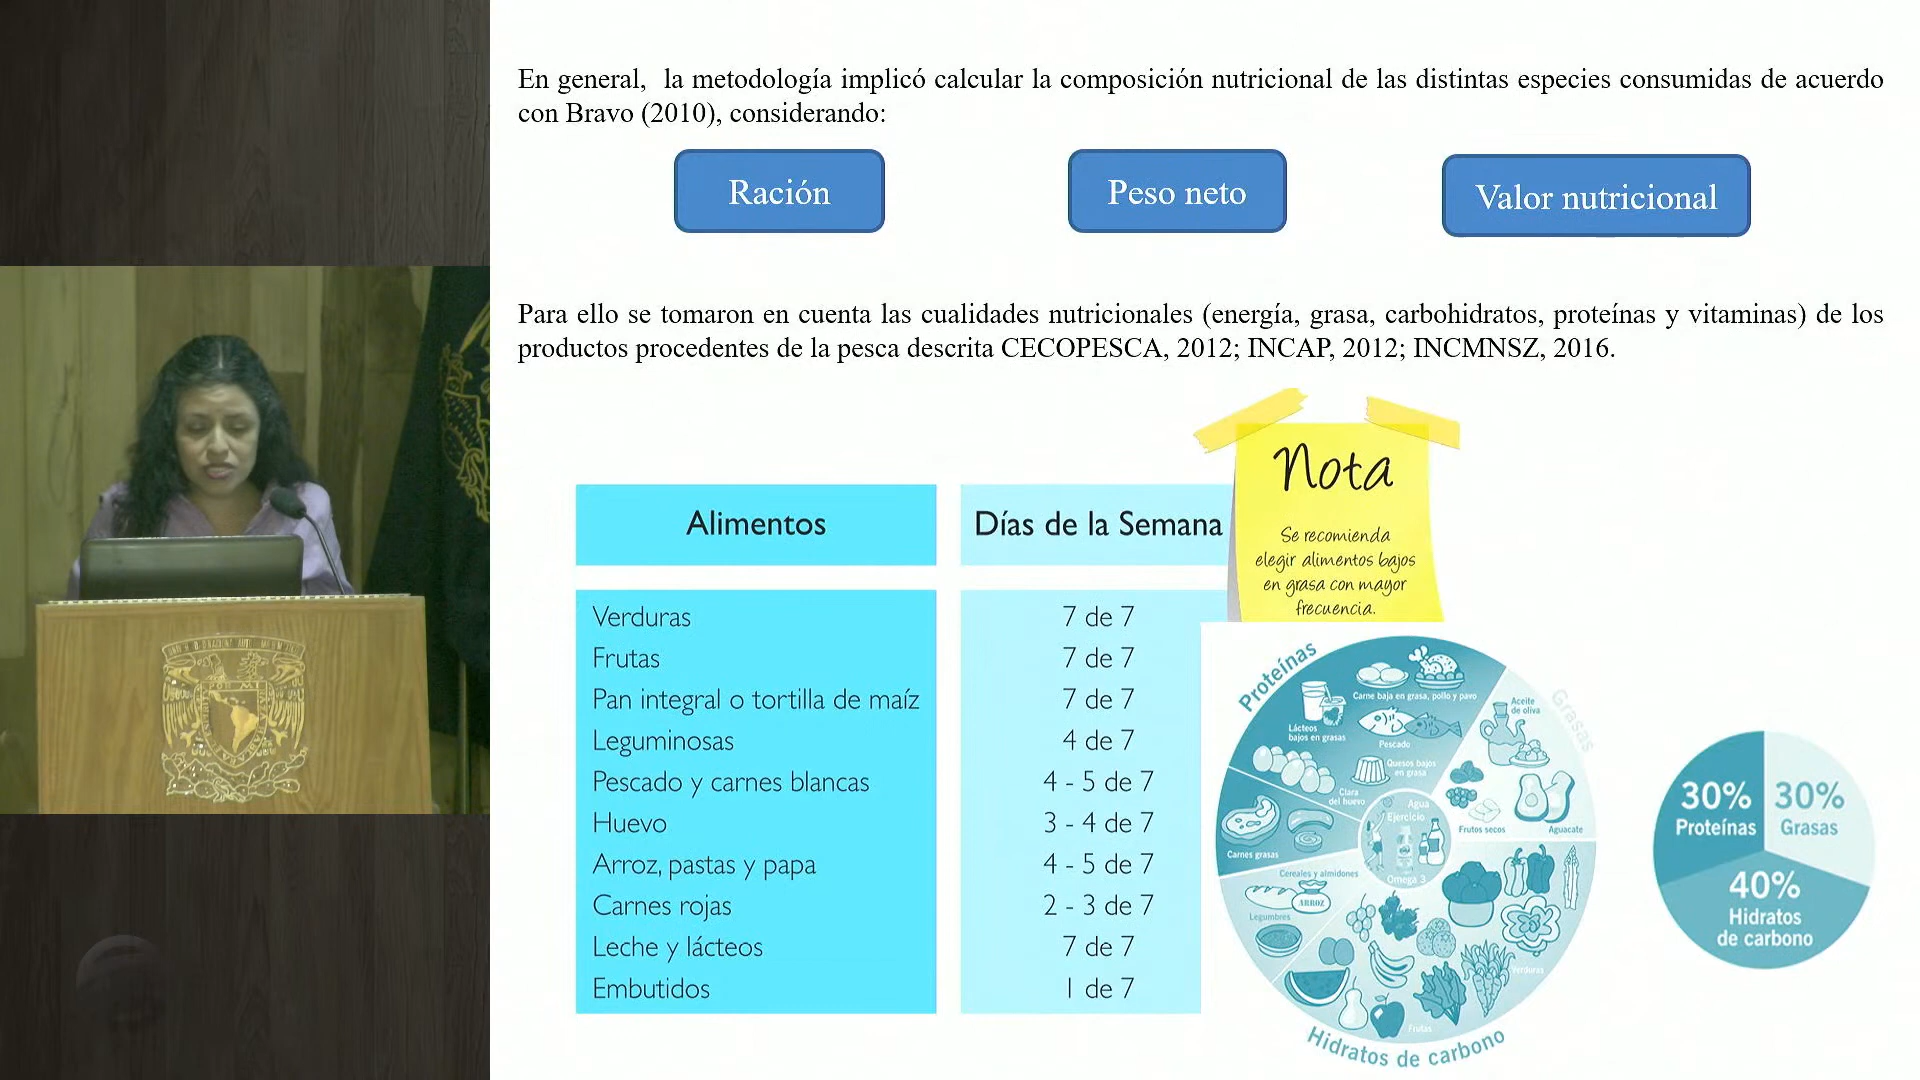 En general, la metodología implicó calcular la composición nutricional de las distintas especies consumidas de acuerdo
con Bravo (2010), considerando:
Ración
Peso neto
Valor nutricional
Para ello se tomaron en cuenta las cualidades nutricionales (energía, grasa, carbohidratos, proteínas y vitaminas) de los
productos procedentes de la pesca descrita CECOPESCA, 2012; INCAP, 2012; INCMNSZ, 2016.
Alimentos
Días de la Semana
Verduras 7 de 7
Frutas 7 de 7
Pan integral o tortilla de maíz 7 de 7
Leguminosas 4 de 7
Pescado y carnes blancas 4 - 5 de 7
Huevo 3 - 4 de 7
Arroz, pastas y papa 4 - 5 de 7
Carnes rojas 2 - 3 de 7
Leche y lácteos 7 de 7
Embutidos 1 de 7
Nota
Se recomienda
elegir alimentos bajos
en grasa con mayor
frecuencia.
Proteínas
Carne baja en grasa, pollo y pavo
Lácteos
bajos en grasas
Pescado
Quesos bajos
en grasa
Clara
del huevo
Carnes grasas
Grasas
Aceite
de oliva
Frutos secos
Aguacate
Agua
Ejercicio
Omega 3
Cereales y almidones
ARROZ
Legumbres
Verduras
Frutas
Hidratos de carbono
30%
Proteínas
30%
Grasas
40%
Hidratos
de carbono